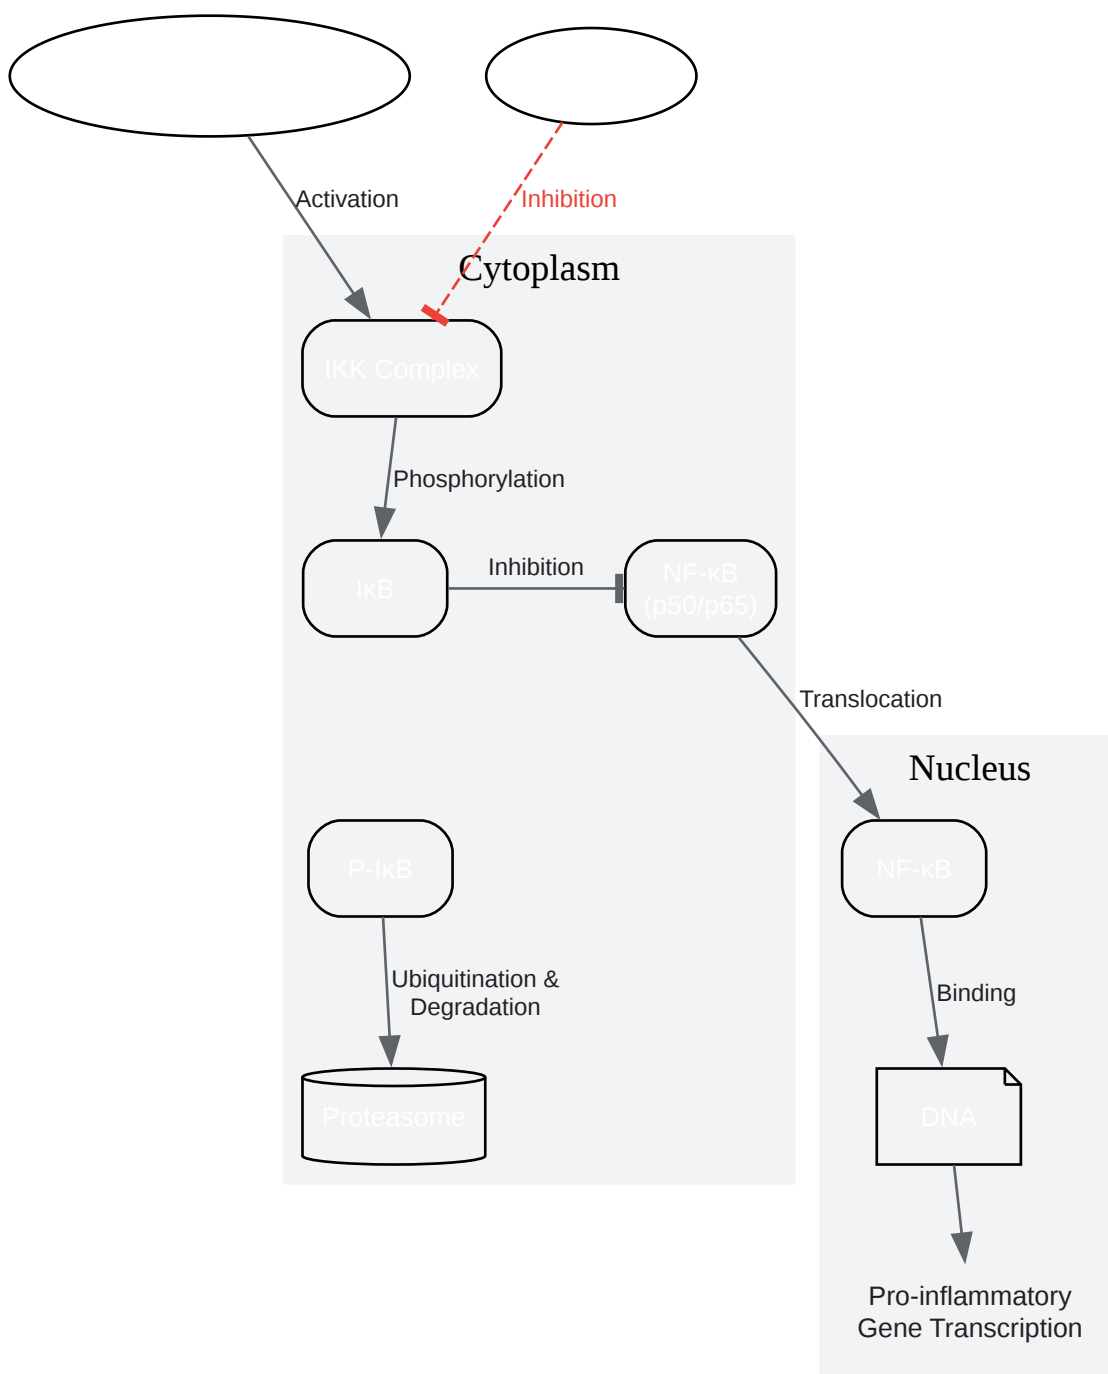 Activation
Inhibition
Cytoplasm
IKK Complex
Phosphorylation
IκB
Inhibition
NF-κB
(p50/p65)
Translocation
Nucleus
P-IκB
NF-κB
Ubiquitination &
Degradation
Binding
Proteasome
DNA
Pro-inflammatory
Gene Transcription